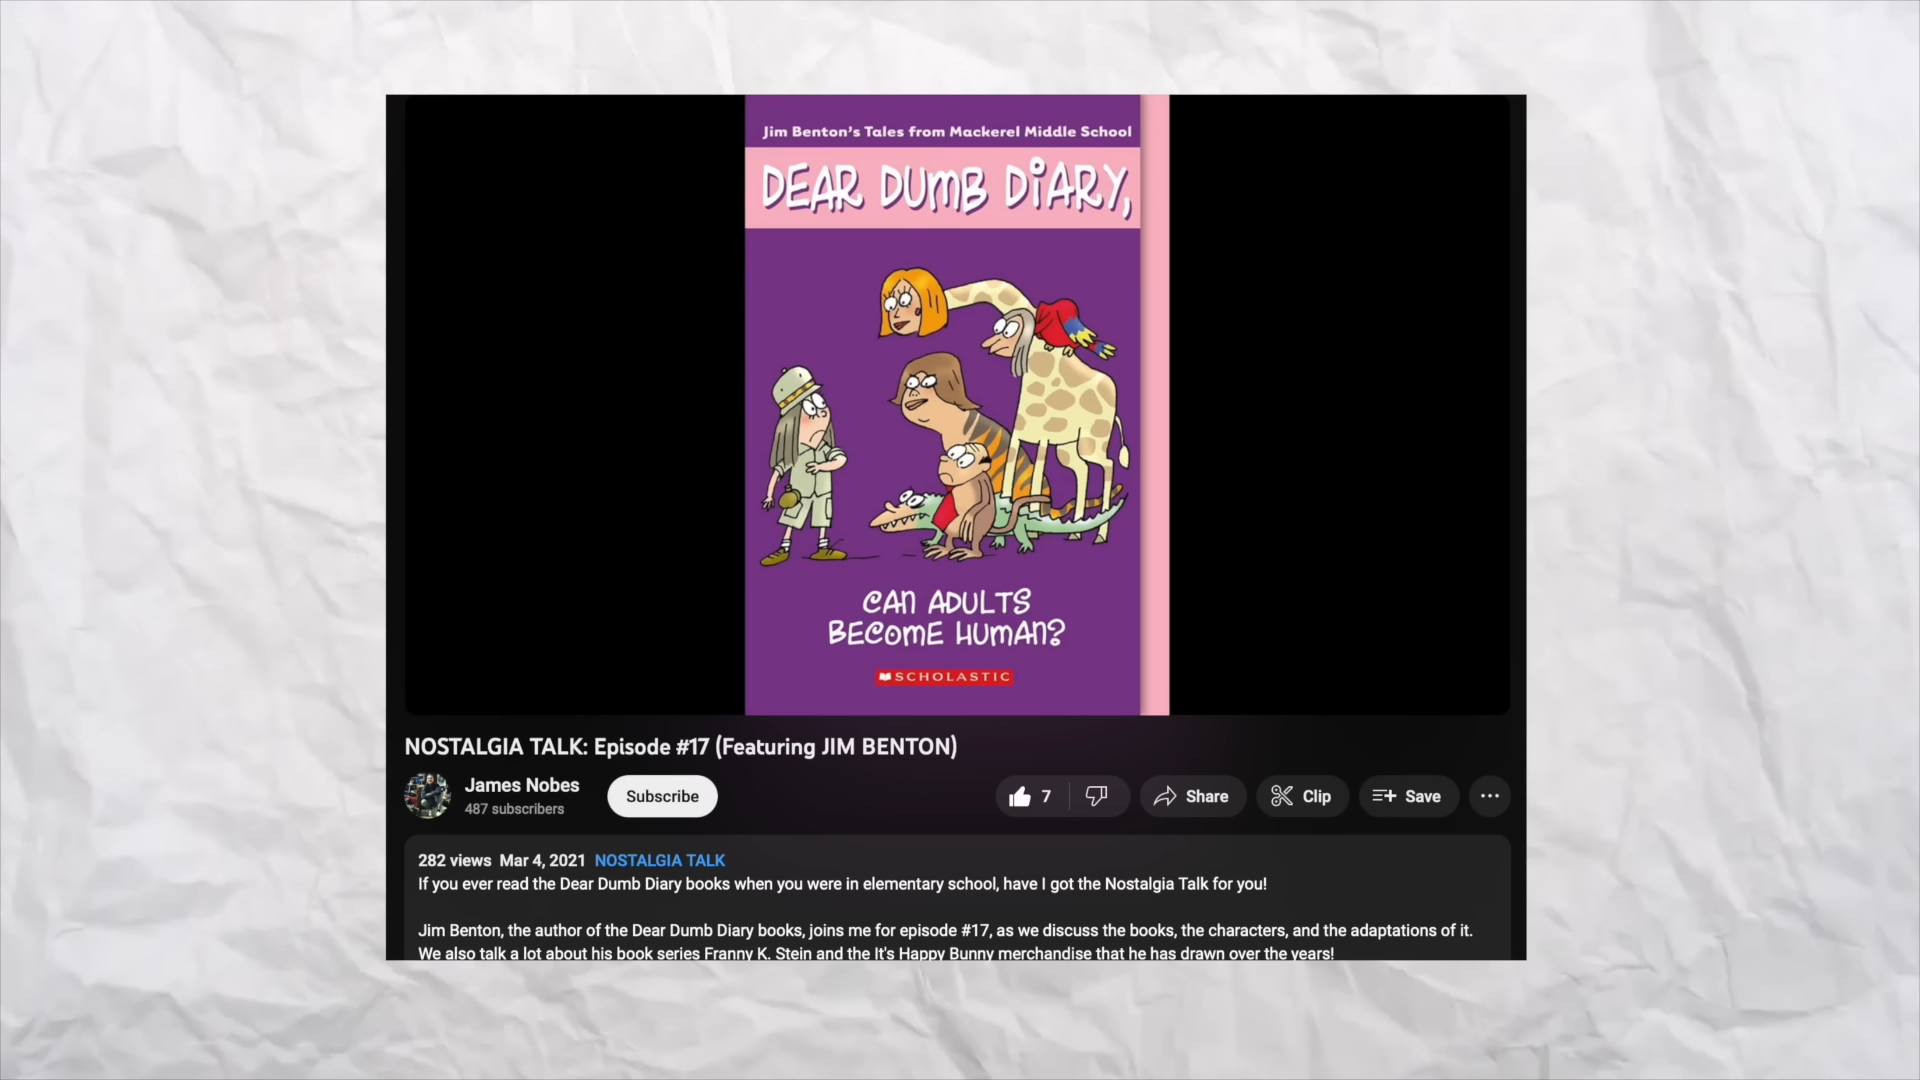 Jim Benton's Tales from Mackerel Middle School
DEAR DUMB DiARY,
CAN ADULTS
BECOME HUMAN?
SCHOLASTIC
NOSTALGIA TALK: Episode #17 (Featuring JIM BENTON)
James Nobes
487 subscribers
Subscribe
7
Share
Clip
Save
282 views Mar 4, 2021 NOSTALGIA TALK
If you ever read the Dear Dumb Diary books when you were in elementary school, have I got the Nostalgia Talk for you!
Jim Benton, the author of the Dear Dumb Diary books, joins me for episode #17, as we discuss the books, the characters, and the adaptations of it.
We also talk a lot about his book series Franny K. Stein and the It's Happy Bunny merchandise that he has drawn over the years!